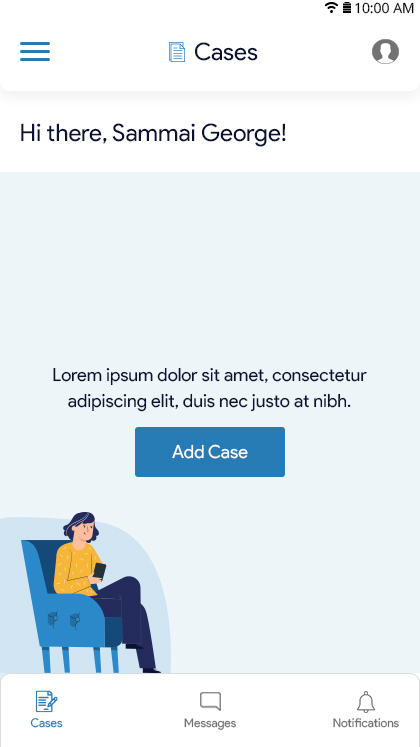 10:00 AM
Cases
Hi there, Sammai George!
Lorem ipsum dolor sit amet, consectetur
adipiscing elit, duis nec justo at nibh.
Add Case
Cases
Messages
Notifications